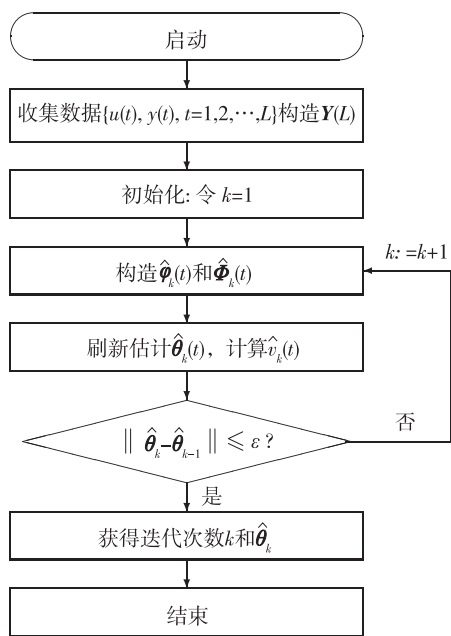 启动
收集数据{u(t), y(t), t=1,2,⋯,L}构造Y(L)
初始化: 令 k=1
k: =k+1
构造φ̂ₖ(t)和Φ̂ₖ(t)
刷新估计θ̂ₖ(t)，计算v̂ₖ(t)
‖ θ̂ₖ–θ̂ₖ₋₁ ‖ ⩽ ε ?
否
是
获得迭代次数k和θ̂ₖ
结束